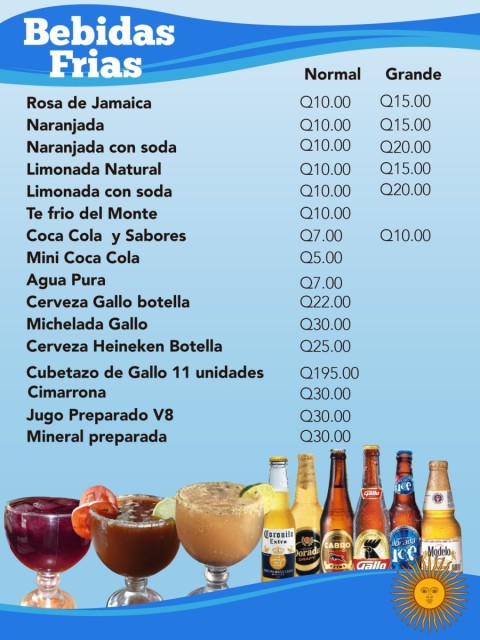 Bebidas
Frias
Normal Grande
Rosa de Jamaica Q10.00 Q15.00
Naranjada Q10.00 Q15.00
Naranjada con soda Q10.00 Q20.00
Limonada Natural Q10.00 Q15.00
Limonada con soda Q10.00 Q20.00
Te frio del Monte Q10.00
Coca Cola y Sabores Q7.00 Q10.00
Mini Coca Cola Q5.00
Agua Pura Q7.00
Cerveza Gallo botella Q22.00
Michelada Gallo Q30.00
Cerveza Heineken Botella Q25.00
Cubetazo de Gallo 11 unidades Q195.00
Cimarrona Q30.00
Jugo Preparado V8 Q30.00
Mineral preparada Q30.00
Gallo
Coronita
Extra
Dorada
CABRO
Gallo
Dorada
ICE
Modelo